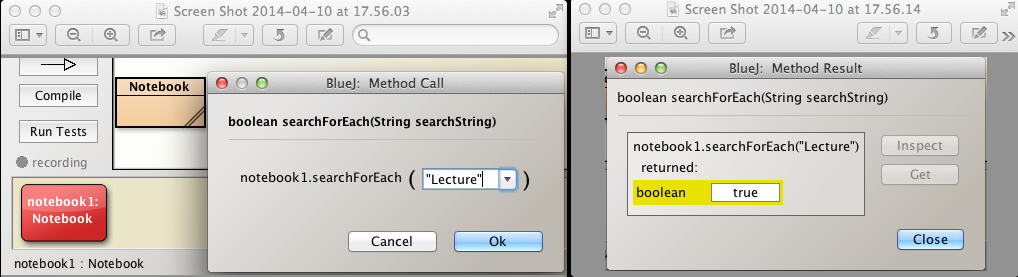 Screen Shot 2014-04-10 at 17.56.03
Compile
Run Tests
recording
Notebook
notebook1:
Notebook
notebook1 : Notebook
BlueJ: Method Call
boolean searchForEach(String searchString)
notebook1.searchForEach ( "Lecture" )
Cancel
Ok
Screen Shot 2014-04-10 at 17.56.14
BlueJ: Method Result
boolean searchForEach(String searchString)
notebook1.searchForEach("Lecture")
returned:
boolean true
Inspect
Get
Close